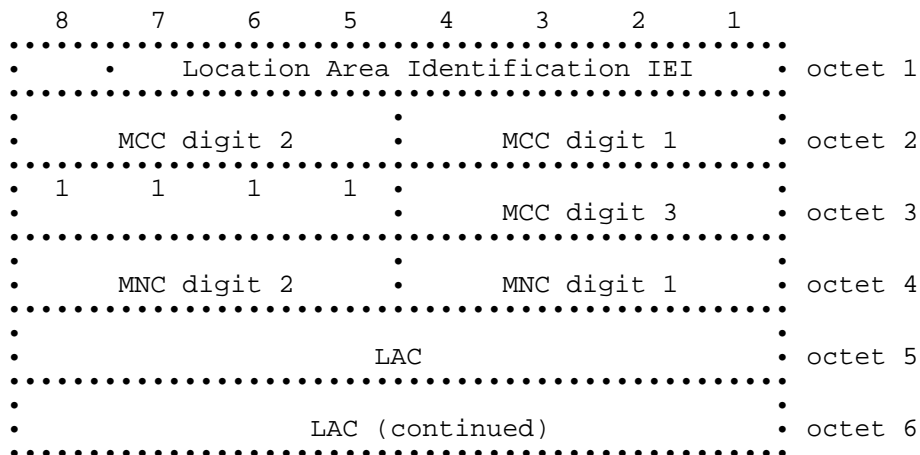 8 7 6 5 4 3 2 1
Location Area Identification IEI octet 1
MCC digit 2 MCC digit 1 octet 2
1 1 1 1
MCC digit 3 octet 3
MNC digit 2 MNC digit 1 octet 4
LAC octet 5
LAC (continued) octet 6